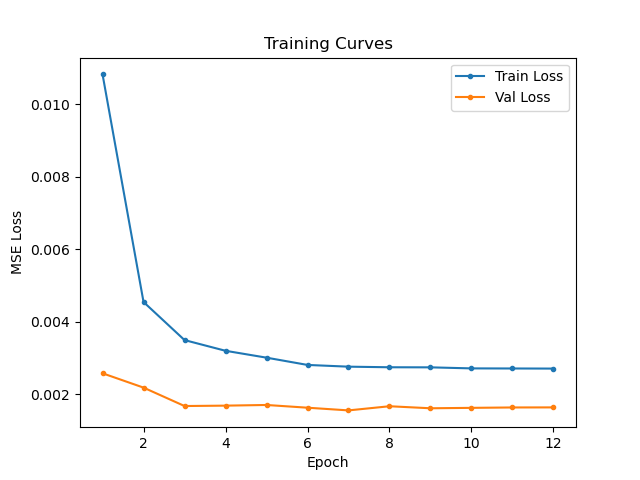 Training Curves
Train Loss
Val Loss
MSE Loss
0.010
0.008
0.006
0.004
0.002
2 4 6 8 10 12
Epoch